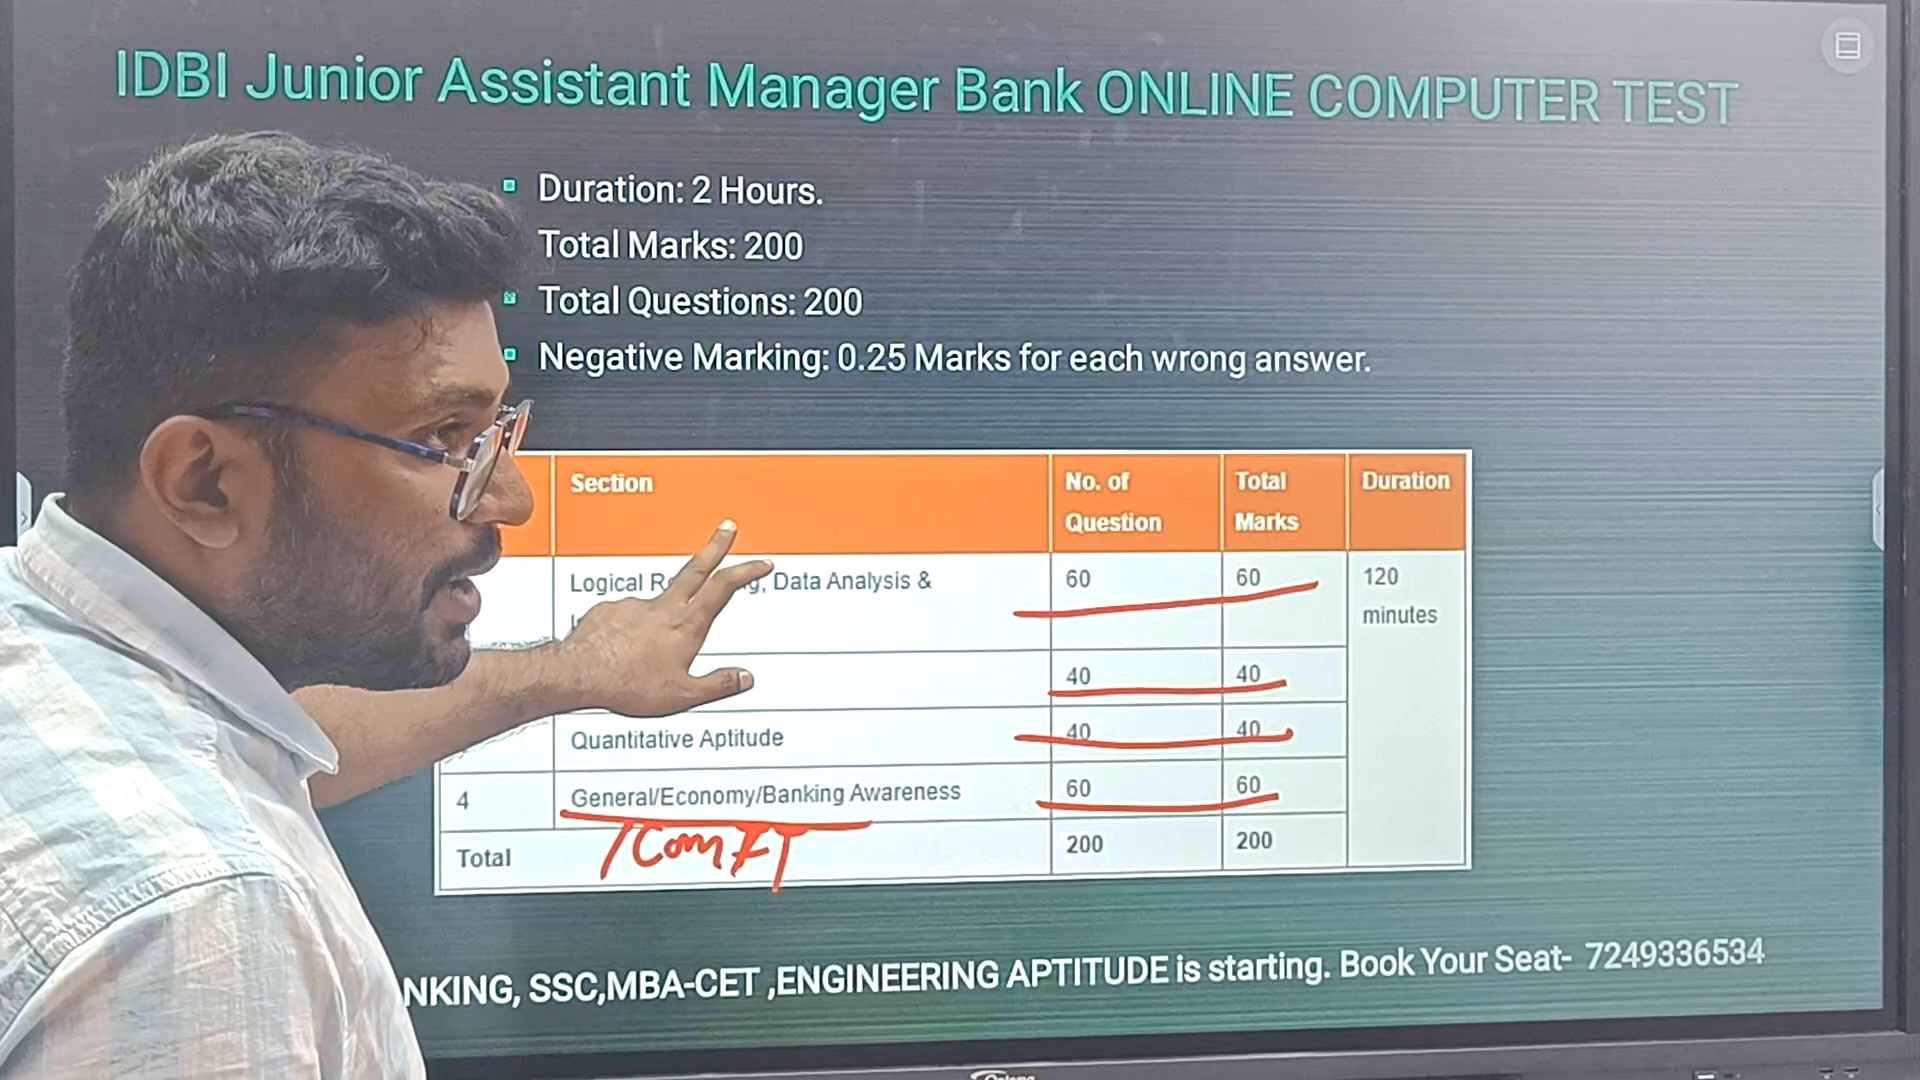 IDBI Junior Assistant Manager Bank ONLINE COMPUTER TEST
Duration: 2 Hours.
Total Marks: 200
Total Questions: 200
Negative Marking: 0.25 Marks for each wrong answer.
Section No. of Question Total Marks Duration
Logical Data Analysis & 60 60 120 minutes
40 40
Quantitative Aptitude 40 40
4 General/Economy/Banking Awareness 60 60
Total 200 200
NKING, SSC,MBA-CET ,ENGINEERING APTITUDE is starting. Book Your Seat- 7249336534